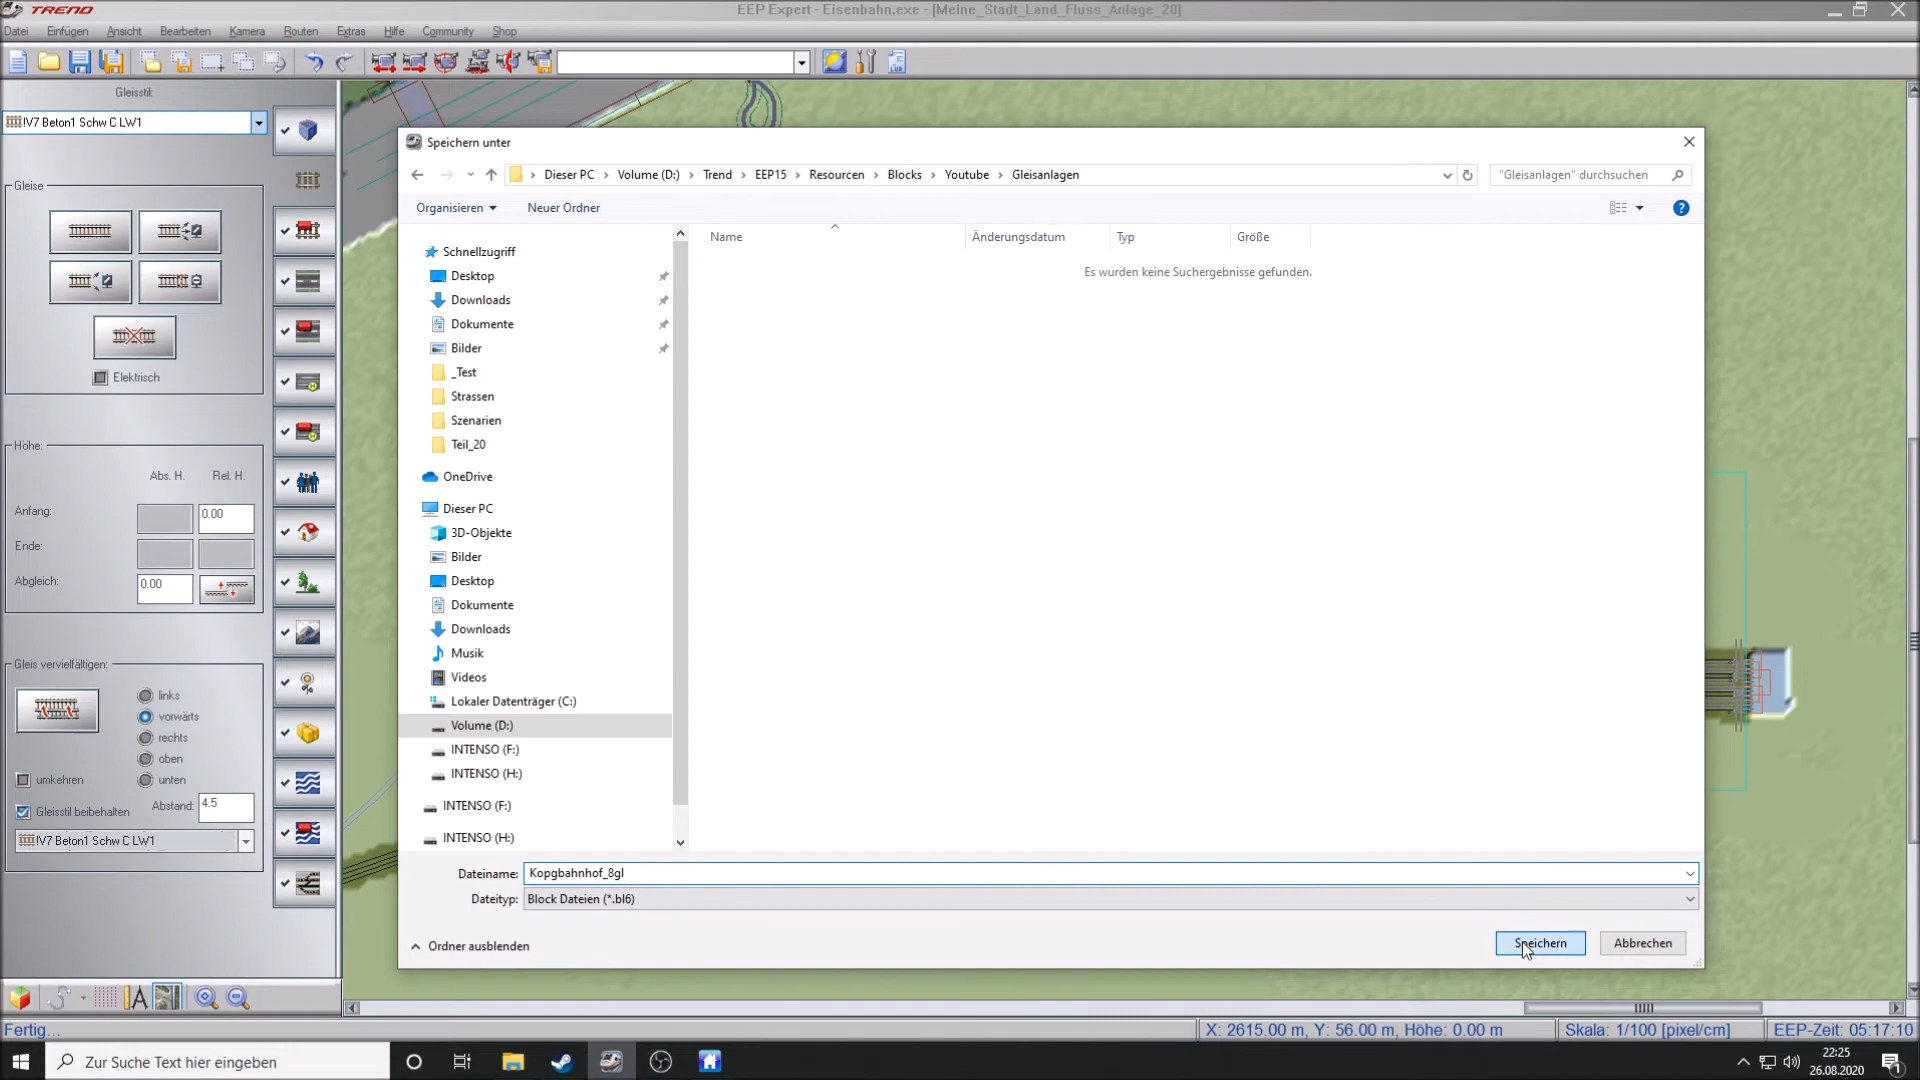 TREND
EEP Expert - Eisenbahn.exe - [Meine_Stadt_Land_Fluss_Anlage_20]
Datei Einfügen Ansicht Bearbeiten Kamera Routen Extras Hilfe Community Shop
Gleisstil:
!V7 Beton1 Schw C LW1
Gleise
Elektrisch
Höhe:
Abs. H. Rel. H.
Anfang: 0.00
Ende:
Abgleich: 0.00
Gleis vervielfältigen:
links
vorwärts
rechts
oben
umkehren unten
Gleisstil beibehalten Abstand: 4.5
!V7 Beton1 Schw C LW1
Speichern unter
Dieser PC Volume (D:) Trend EEP15 Resourcen Blocks Youtube Gleisanlagen
"Gleisanlagen" durchsuchen
Organisieren Neuer Ordner
Name Änderungsdatum Typ Größe
Es wurden keine Suchergebnisse gefunden.
Schnellzugriff
Desktop
Downloads
Dokumente
Bilder
_Test
Strassen
Szenarien
Teil_20
OneDrive
Dieser PC
3D-Objekte
Bilder
Desktop
Dokumente
Downloads
Musik
Videos
Lokaler Datenträger (C:)
Volume (D:)
INTENSO (F:)
INTENSO (H:)
INTENSO (F:)
INTENSO (H:)
Dateiname: Kopgbahnhof_8gl
Dateityp: Block Dateien (*.bl6)
Ordner ausblenden
Speichern Abbrechen
Fertig...
X: 2615.00 m, Y: 56.00 m, Höhe: 0.00 m
Skala: 1/100 [pixel/cm]
EEP-Zeit: 05:17:10
Zur Suche Text hier eingeben
22:25
26.08.2020
1